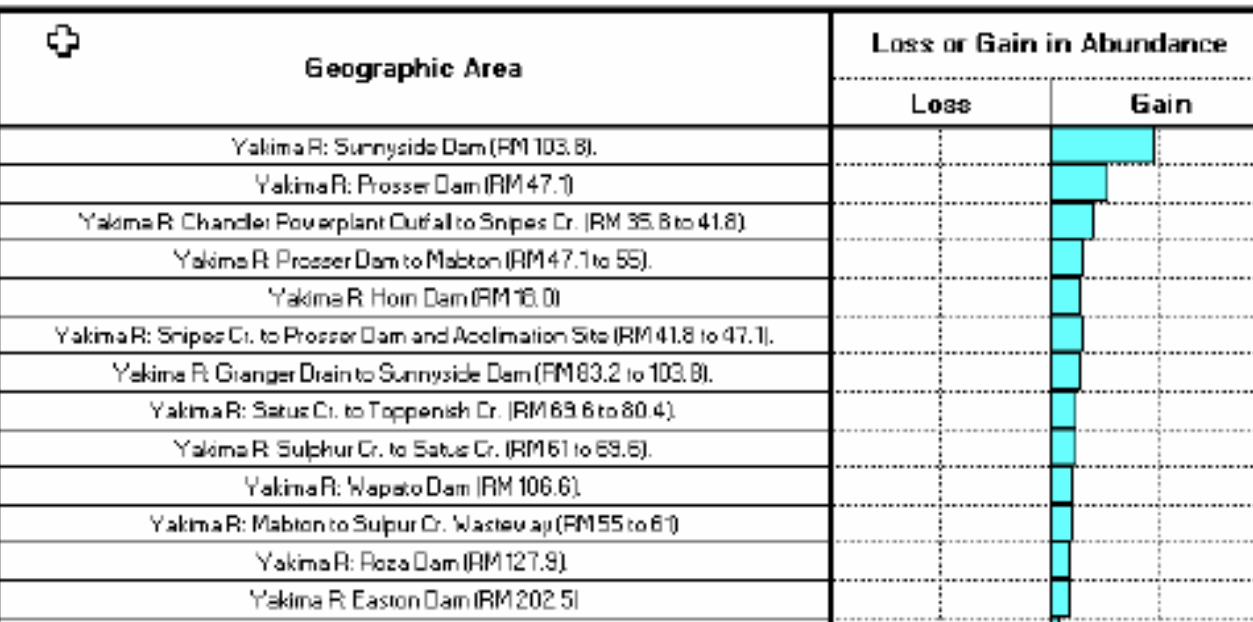 Geographic Area
Loss or Gain in Abundance
Loss
Gain
Yakima R: Sunnyside Dam (RM 103.8).
Yakima R: Prosser Dam (RM 47.1)
Yakima R: Chandler Powerplant Outfall to Snipes Cr. (RM 35.8 to 41.8).
Yakima R: Prosser Dam to Mabton (RM 47.1 to 55).
Yakima R: Horn Dam (RM 18.0)
Yakima R: Snipes Cr. to Prosser Dam and Acclimation Site (RM 41.8 to 47.1).
Yakima R: Granger Drain to Sunnyside Dam (RM 83.2 to 103.8).
Yakima R: Satus Cr. to Toppenish Cr. (RM 69.6 to 80.4).
Yakima R: Sulphur Cr. to Satus Cr. (RM 61 to 69.6).
Yakima R: Wapato Dam (RM 106.6).
Yakima R: Mabton to Sulpur Cr. Wasteway (RM 55 to 61)
Yakima R: Roza Dam (RM 127.9).
Yakima R: Easton Dam (RM 202.5)